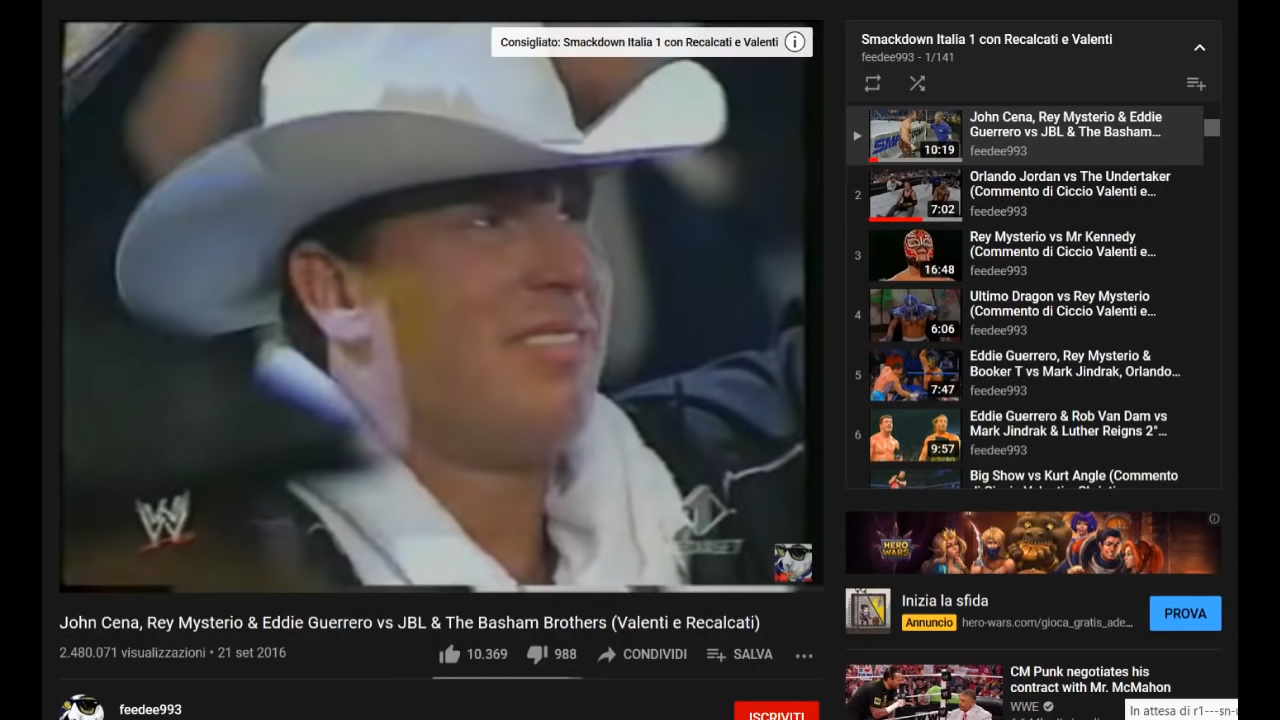 Consigliato: Smackdown Italia 1 con Recalcati e Valenti
W
MEDIASET
John Cena, Rey Mysterio & Eddie Guerrero vs JBL & The Basham Brothers (Valenti e Recalcati)
2.480.071 visualizzazioni • 21 set 2016
10.369
988
CONDIVIDI
SALVA
feedee993
ISCRIVITI
Smackdown Italia 1 con Recalcati e Valenti
feedee993 - 1/141
10:19
John Cena, Rey Mysterio & Eddie
Guerrero vs JBL & The Basham...
feedee993
2
7:02
Orlando Jordan vs The Undertaker
(Commento di Ciccio Valenti e...
feedee993
3
16:48
Rey Mysterio vs Mr Kennedy
(Commento di Ciccio Valenti e...
feedee993
4
6:06
Ultimo Dragon vs Rey Mysterio
(Commento di Ciccio Valenti e...
feedee993
5
7:47
Eddie Guerrero, Rey Mysterio &
Booker T vs Mark Jindrak, Orlando...
feedee993
6
9:57
Eddie Guerrero & Rob Van Dam vs
Mark Jindrak & Luther Reigns 2°...
feedee993
Big Show vs Kurt Angle (Commento
HERO
WARS
Inizia la sfida
Annuncio hero-wars.com/gioca_gratis_ade...
PROVA
CM Punk negotiates his
contract with Mr. McMahon
WWE
In attesa di r1---sn-